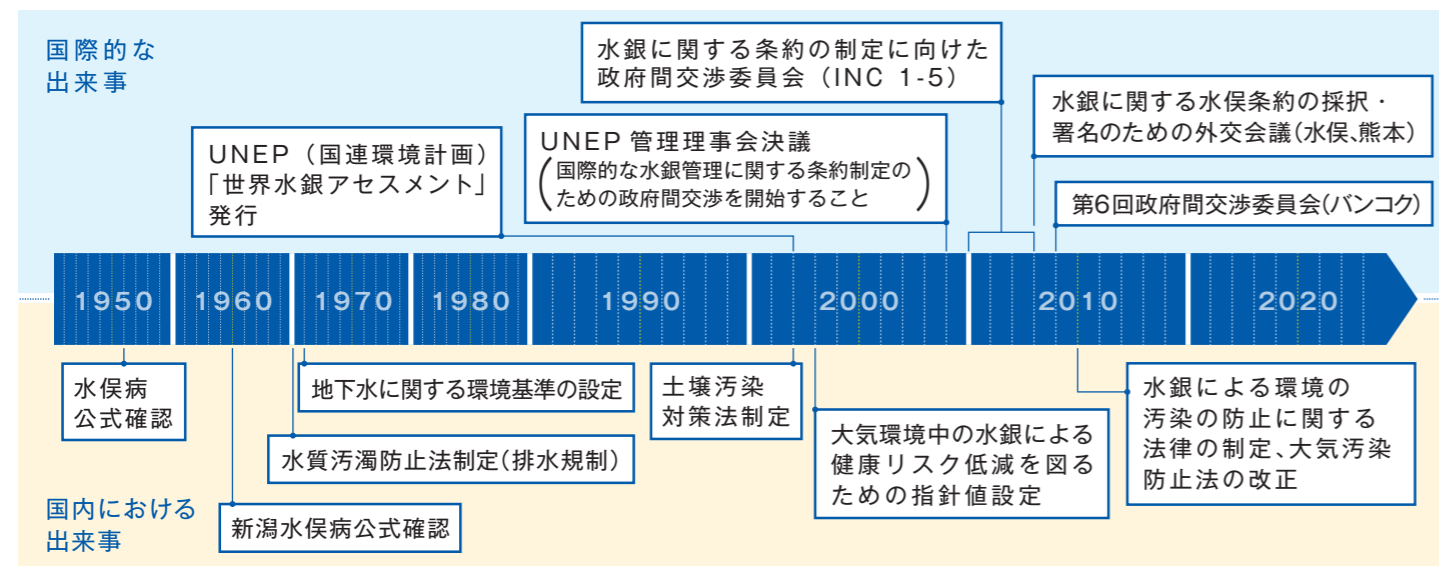 国際的な
出来事
水銀に関する条約の制定に向けた
政府間交渉委員会（INC 1-5）
水銀に関する水俣条約の採択・
署名のための外交会議（水俣、熊本）
UNEP（国連環境計画）
「世界水銀アセスメント」
発行
UNEP 管理理事会決議
（国際的な水銀管理に関する条約制定の
ための政府間交渉を開始すること）
第6回政府間交渉委員会（バンコク）
1950 1960 1970 1980 1990 2000 2010 2020
水俣病
公式確認
地下水に関する環境基準の設定
水質汚濁防止法制定（排水規制）
新潟水俣病公式確認
土壌汚染
対策法制定
大気環境中の水銀による
健康リスク低減を図る
ための指針値設定
水銀による環境の
汚染の防止に関する
法律の制定、大気汚染
防止法の改正
国内における
出来事